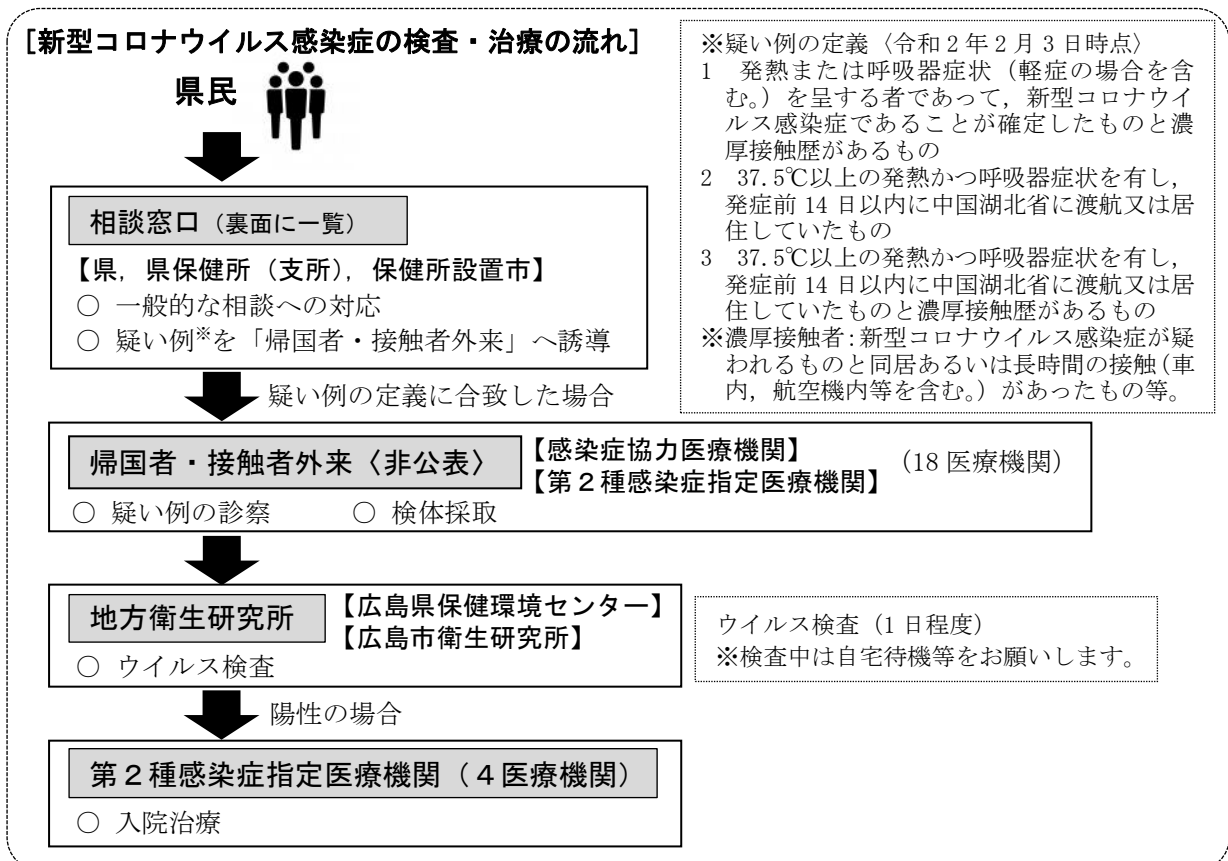 [新型コロナウイルス感染症の検査・治療の流れ]
県民
相談窓口（裏面に一覧）
【県，県保健所（支所），保健所設置市】
○ 一般的な相談への対応
○ 疑い例※を「帰国者・接触者外来」へ誘導
疑い例の定義に合致した場合
※疑い例の定義〈令和2年2月3日時点〉
1 発熱または呼吸器症状（軽症の場合を含
む。）を呈する者であって，新型コロナウイ
ルス感染症であることが確定したものと濃
厚接触歴があるもの
2 37.5℃以上の発熱かつ呼吸器症状を有し，
発症前14日以内に中国湖北省に渡航又は居
住していたもの
3 37.5℃以上の発熱かつ呼吸器症状を有し，
発症前14日以内に中国湖北省に渡航又は居
住していたものと濃厚接触歴があるもの
※濃厚接触者：新型コロナウイルス感染症が疑
われるものと同居あるいは長時間の接触（車
内，航空機内等を含む。）があったもの等。
帰国者・接触者外来〈非公表〉
【感染症協力医療機関】
【第２種感染症指定医療機関】
（18医療機関）
○ 疑い例の診察 ○ 検体採取
地方衛生研究所
【広島県保健環境センター】
【広島市衛生研究所】
○ ウイルス検査
ウイルス検査（1日程度）
※検査中は自宅待機等をお願いします。
陽性の場合
第２種感染症指定医療機関（４医療機関）
○ 入院治療